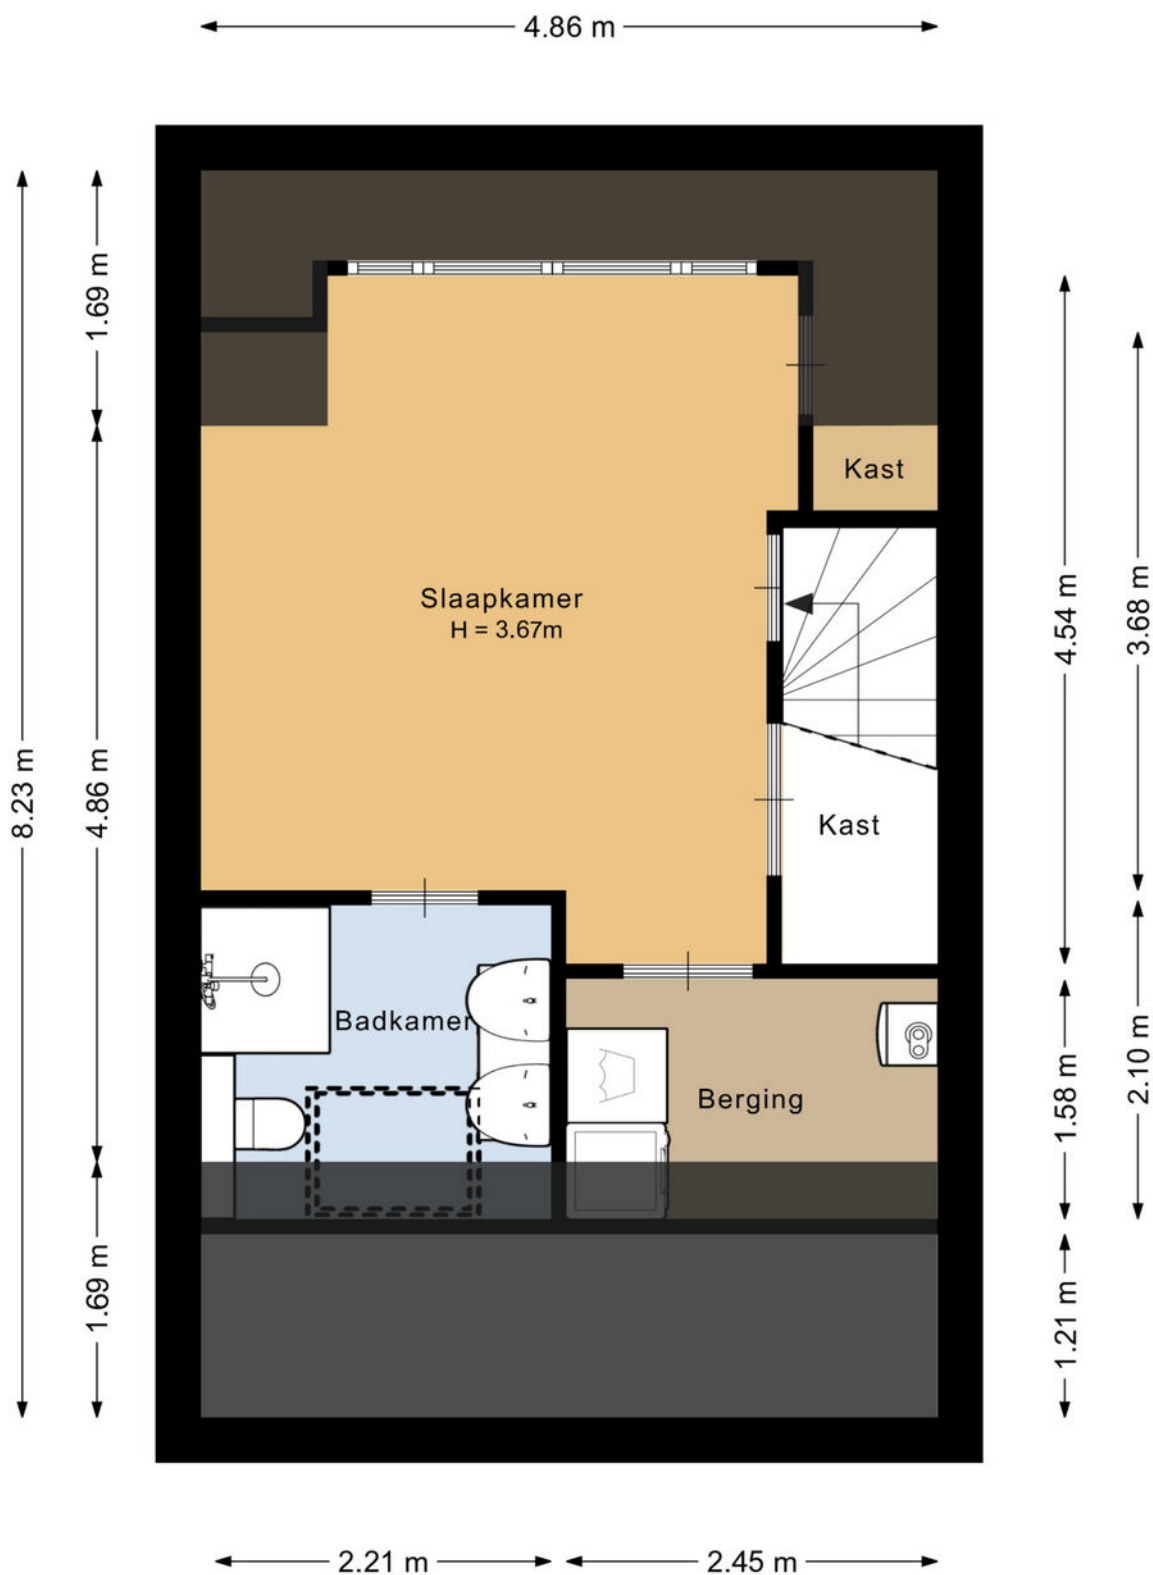 4.86 m
1.69 m
Kast
Slaapkamer
H = 3.67m
4.54 m
3.68 m
8.23 m
4.86 m
Kast
Badkamer
Berging
1.58 m
2.10 m
1.69 m
1.21 m
2.21 m
2.45 m